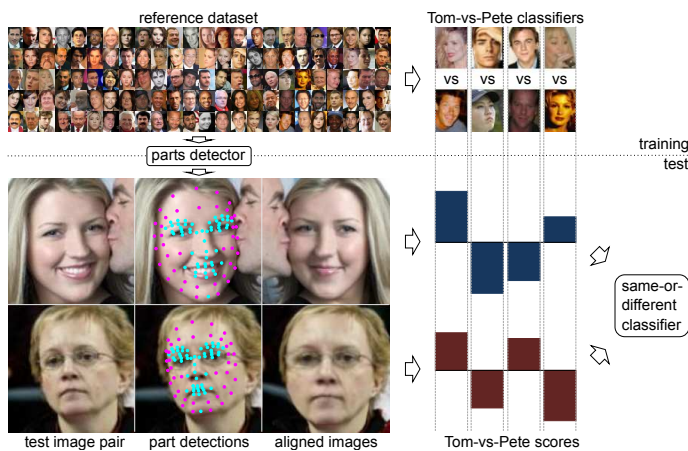 reference dataset
Tom-vs-Pete classifiers
vs vs vs vs
training
parts detector
test
same-or-
different
classifier
test image pair
part detections
aligned images
Tom-vs-Pete scores